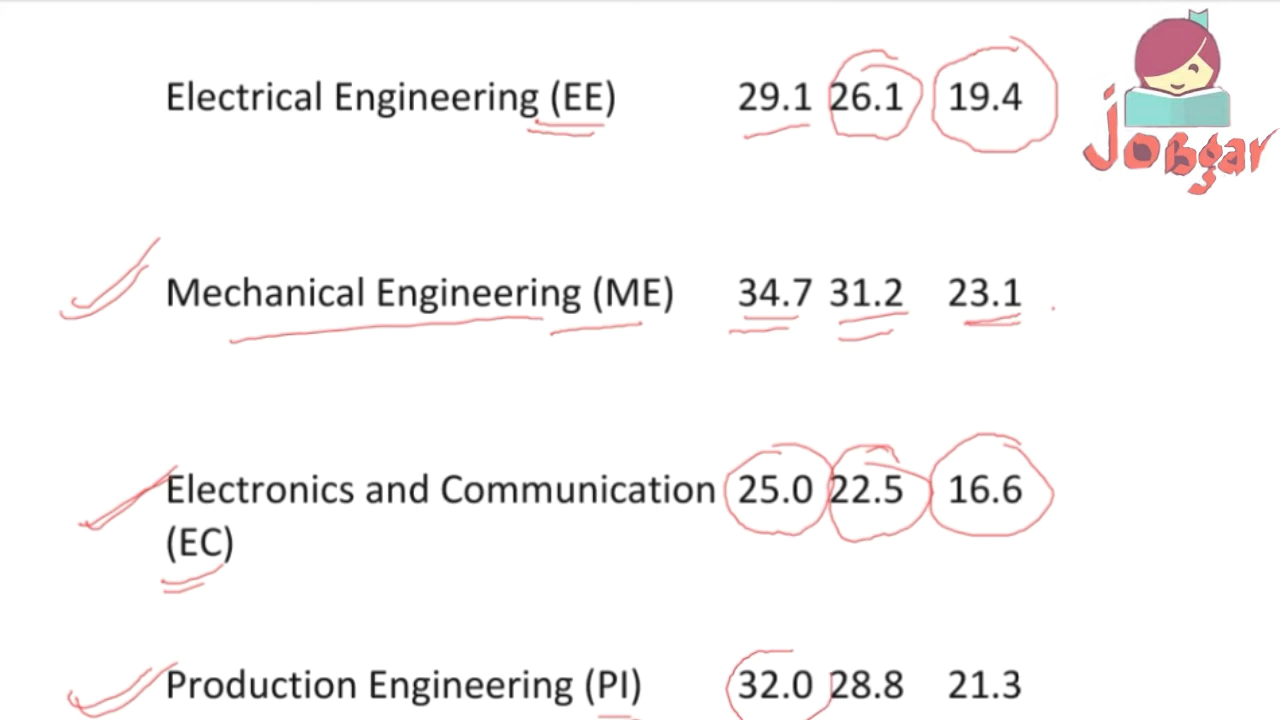 Electrical Engineering (EE) 29.1 26.1 19.4
Jobgar
Mechanical Engineering (ME) 34.7 31.2 23.1
Electronics and Communication 25.0 22.5 16.6
(EC)
Production Engineering (PI) 32.0 28.8 21.3